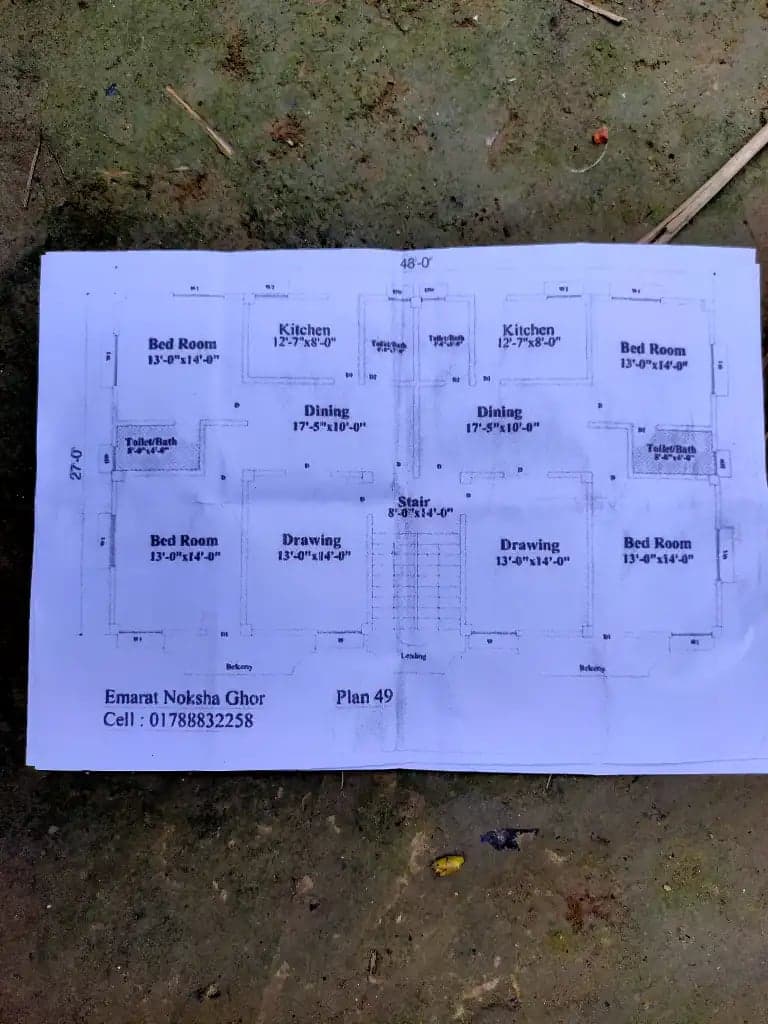 48'-0"
Kitchen
12'-7"x8'-0"
Kitchen
12'-7"x8'-0"
Bed Room
13'-0"x14'-0"
Toilet/Bath
Toilet/Bath
Bed Room
13'-0"x14'-0"
Dining
17'-5"x10'-0"
Dining
17'-5"x10'-0"
Toilet/Bath
8'-0"x4'-0"
Toilet/Bath
8'-0"x4'-0"
27'-0"
Stair
8'-0"x14'-0"
Bed Room
13'-0"x14'-0"
Drawing
13'-0"x14'-0"
Drawing
13'-0"x14'-0"
Bed Room
13'-0"x14'-0"
Belcony
Landing
Belcony
Emarat Noksha Ghor
Plan 49
Cell : 01788832258